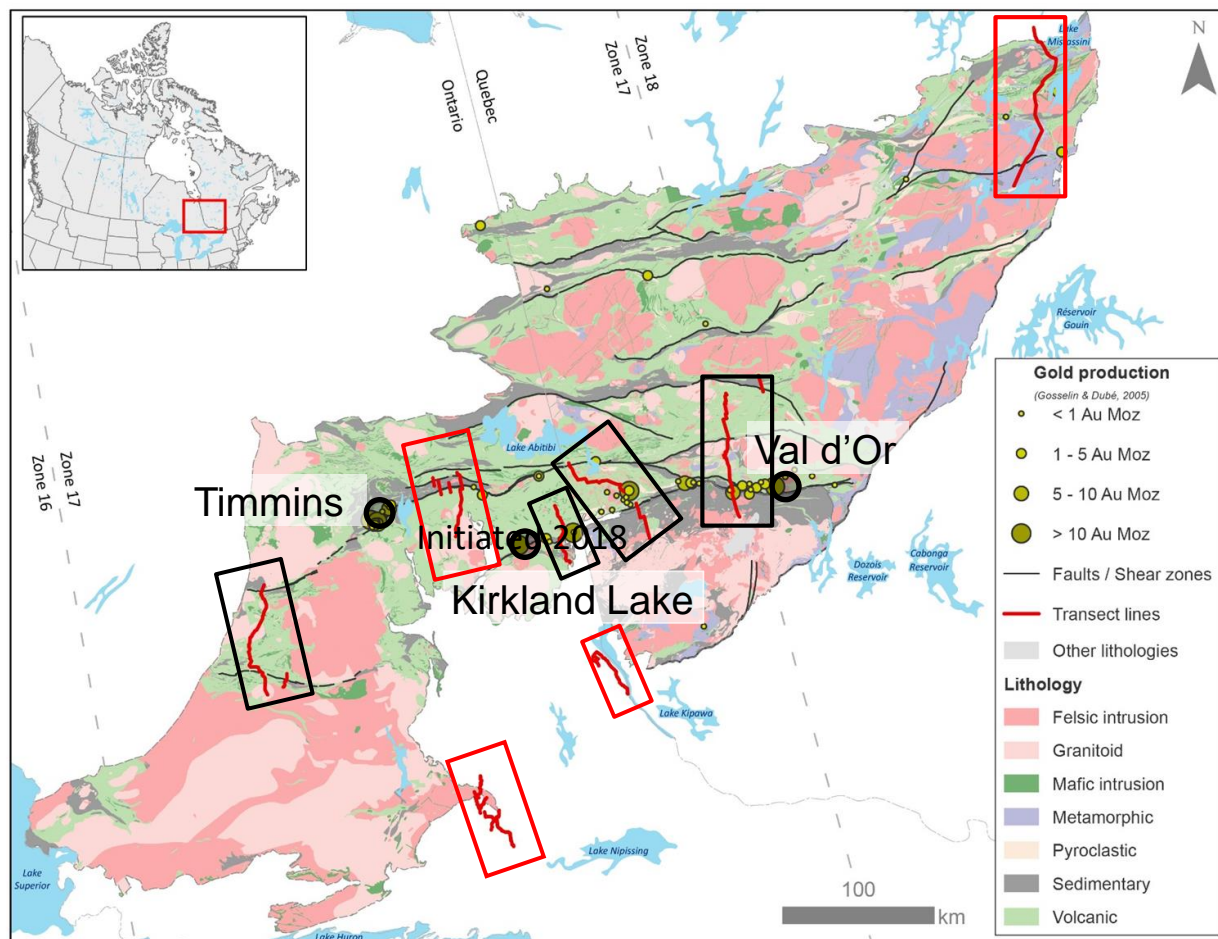 Lake
Mistassini
N
Zone 18
Zone 17
Quebec
Ontario
Réservoir
Gouin
Gold production
(Gosselin & Dubé, 2005)
< 1 Au Moz
1 - 5 Au Moz
5 - 10 Au Moz
> 10 Au Moz
Faults / Shear zones
Transect lines
Other lithologies
Lithology
Felsic intrusion
Granitoid
Mafic intrusion
Metamorphic
Pyroclastic
Sedimentary
Volcanic
Lake Abitibi
Val d’Or
Zone 17
Zone 16
Timmins
Initiated 2018
Kirkland Lake
Dozois
Reservoir
Cabonga
Reservoir
Lake Kipawa
Lake Nipissing
Lake
Superior
Lake Huron
100
km